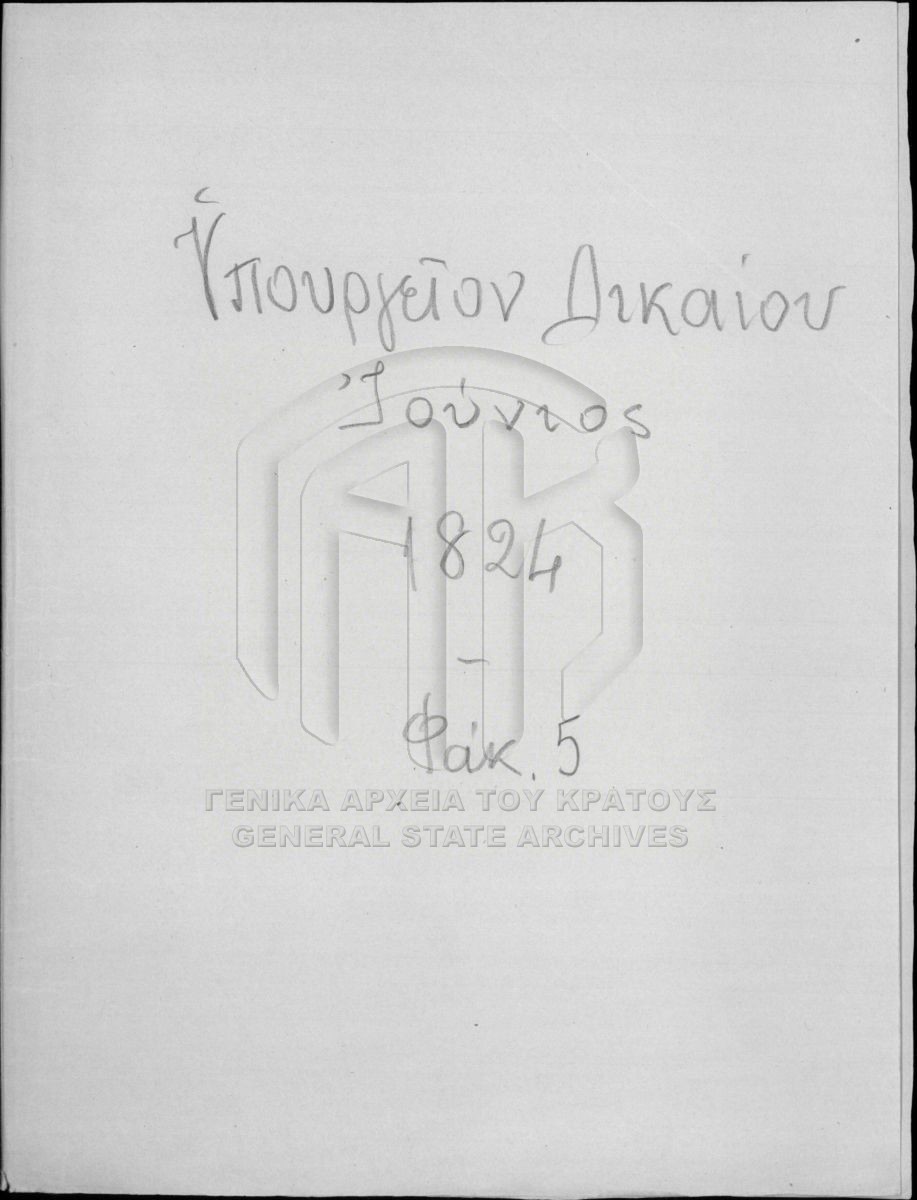 Ὑπουργεῖον Δικαίου
Ἰούνιος
1824
–
Φάκ. 5
ΓΕΝΙΚΑ ΑΡΧΕΙΑ ΤΟΥ ΚΡΑΤΟΥΣ
GENERAL STATE ARCHIVES